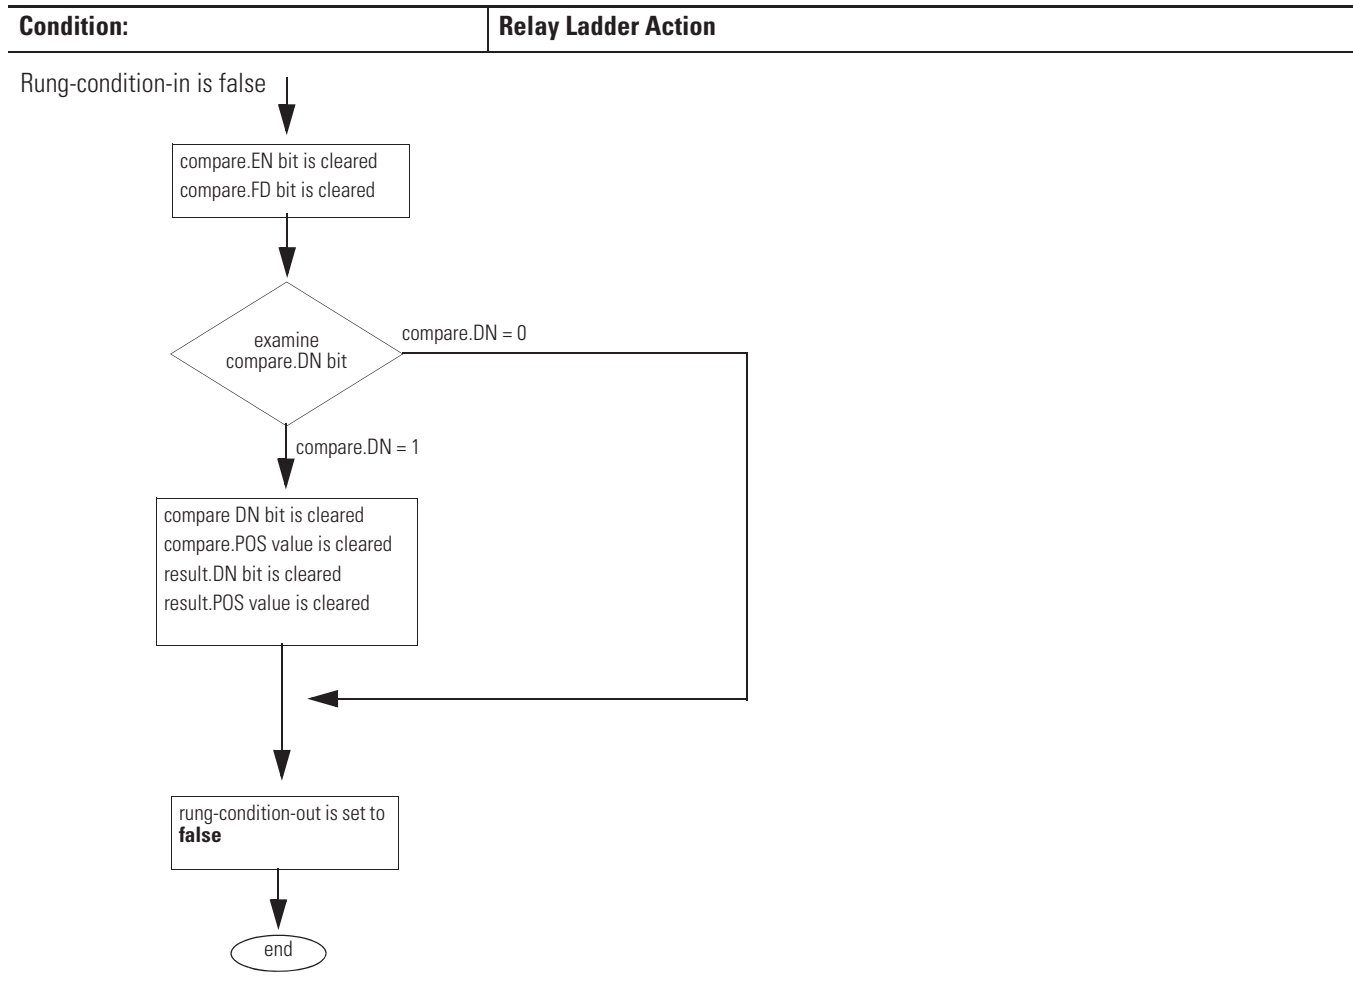 Condition:
Relay Ladder Action
Rung-condition-in is false
compare.EN bit is cleared
compare.FD bit is cleared
examine
compare.DN bit
compare.DN = 0
compare.DN = 1
compare DN bit is cleared
compare.POS value is cleared
result.DN bit is cleared
result.POS value is cleared
rung-condition-out is set to
false
end